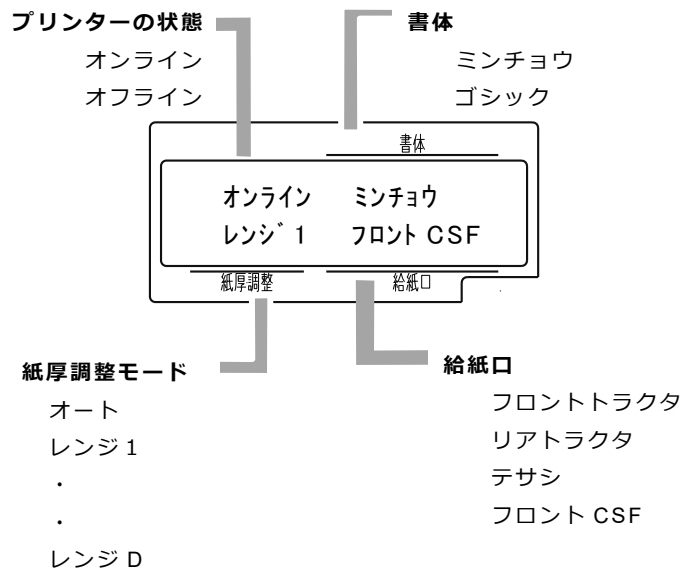 プリンターの状態
オンライン
オフライン
書体
ミンチョウ
ゴシック
書体
オンライン ミンチョウ
レンジ 1 フロント CSF
紙厚調整 給紙口
紙厚調整モード
オート
レンジ 1
・
・
レンジ D
給紙口
フロントトラクタ
リアトラクタ
テサシ
フロント CSF